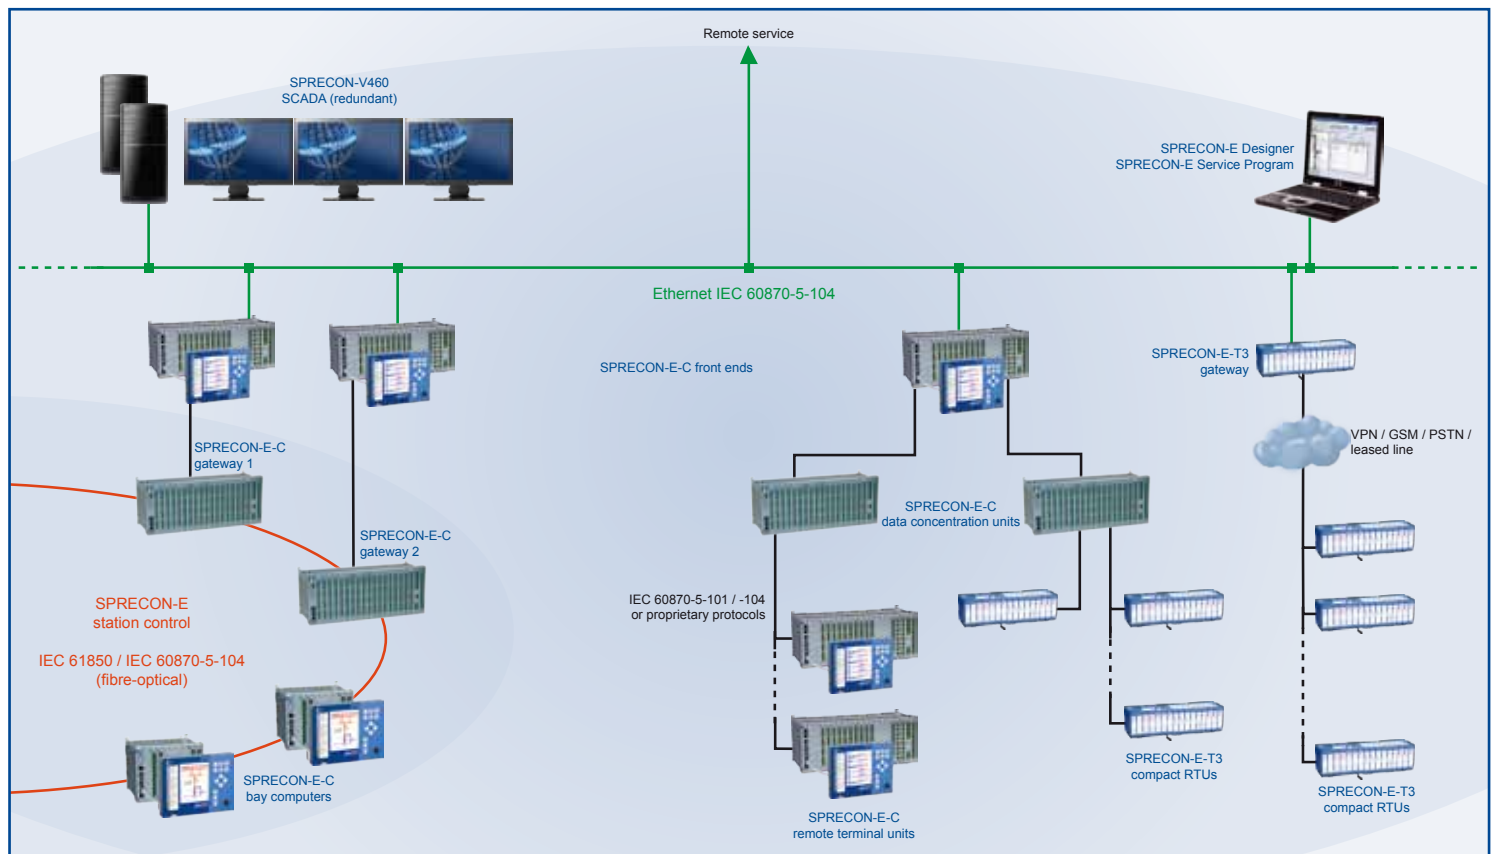 Remote service
SPRECON-V460
SCADA (redundant)
SPRECON-E Designer
SPRECON-E Service Program
Ethernet IEC 60870-5-104
SPRECON-E-C front ends
SPRECON-E-T3
gateway
SPRECON-E-C
gateway 1
VPN / GSM / PSTN /
leased line
SPRECON-E-C
gateway 2
SPRECON-E-C
data concentration units
SPRECON-E
station control
IEC 61850 / IEC 60870-5-104
(fibre-optical)
IEC 60870-5-101 / -104
or proprietary protocols
SPRECON-E-C
bay computers
SPRECON-E-T3
compact RTUs
SPRECON-E-T3
compact RTUs
SPRECON-E-C
remote terminal units